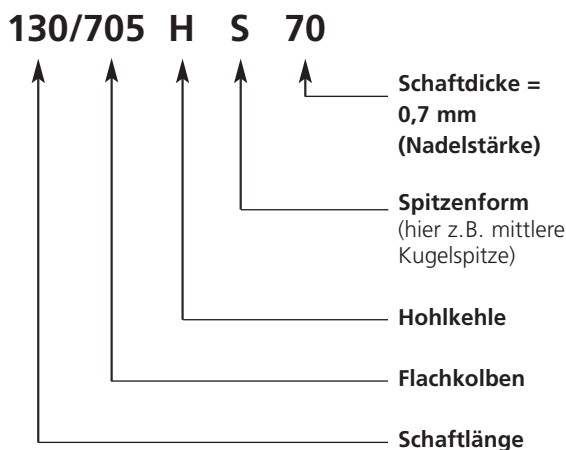 130/705 H S 70
Schaftdicke =
0,7 mm
(Nadelstärke)
Spitzenform
(hier z.B. mittlere
Kugelspitze)
Hohlkehle
Flachkolben
Schaftlänge